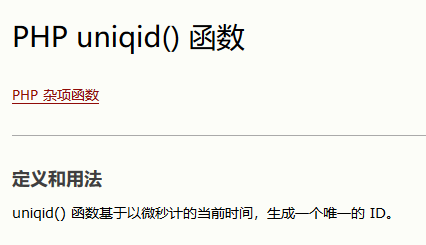 PHP uniqid() 函数
PHP 杂项函数
定义和用法
uniqid() 函数基于以微秒计的当前时间，生成一个唯一的 ID。